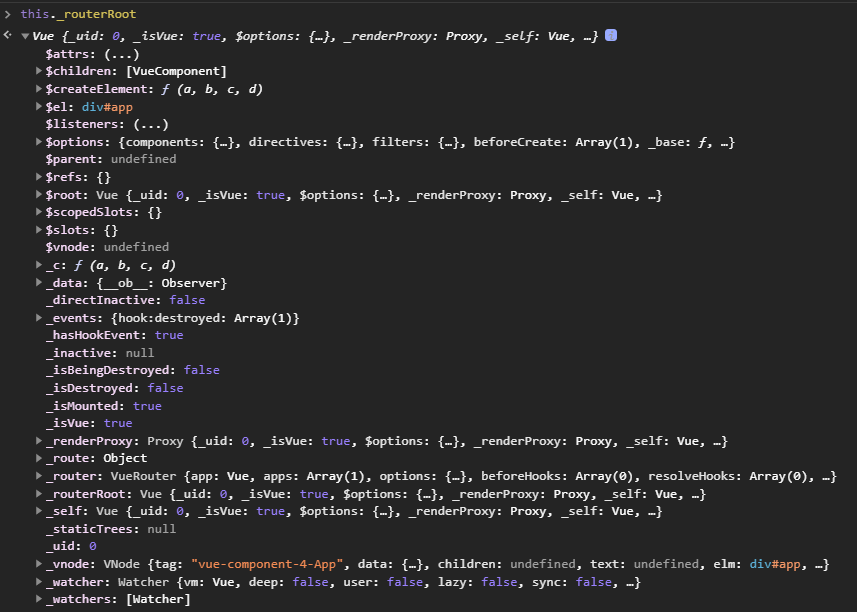 > this._routerRoot
Vue {_uid: 0, _isVue: true, $options: {…}, _renderProxy: Proxy, _self: Vue, …} i
$attrs: (...)
$children: [VueComponent]
$createElement: ƒ (a, b, c, d)
$el: div#app
$listeners: (...)
$options: {components: {…}, directives: {…}, filters: {…}, beforeCreate: Array(1), _base: ƒ, …}
$parent: undefined
$refs: {}
$root: Vue {_uid: 0, _isVue: true, $options: {…}, _renderProxy: Proxy, _self: Vue, …}
$scopedSlots: {}
$slots: {}
$vnode: undefined
_c: ƒ (a, b, c, d)
_data: {__ob__: Observer}
_directInactive: false
_events: {hook:destroyed: Array(1)}
_hasHookEvent: true
_inactive: null
_isBeingDestroyed: false
_isDestroyed: false
_isMounted: true
_isVue: true
_renderProxy: Proxy {_uid: 0, _isVue: true, $options: {…}, _renderProxy: Proxy, _self: Vue, …}
_route: Object
_router: VueRouter {app: Vue, apps: Array(1), options: {…}, beforeHooks: Array(0), resolveHooks: Array(0), …}
_routerRoot: Vue {_uid: 0, _isVue: true, $options: {…}, _renderProxy: Proxy, _self: Vue, …}
_self: Vue {_uid: 0, _isVue: true, $options: {…}, _renderProxy: Proxy, _self: Vue, …}
_staticTrees: null
_uid: 0
_vnode: VNode {tag: "vue-component-4-App", data: {…}, children: undefined, text: undefined, elm: div#app, …}
_watcher: Watcher {vm: Vue, deep: false, user: false, lazy: false, sync: false, …}
_watchers: [Watcher]